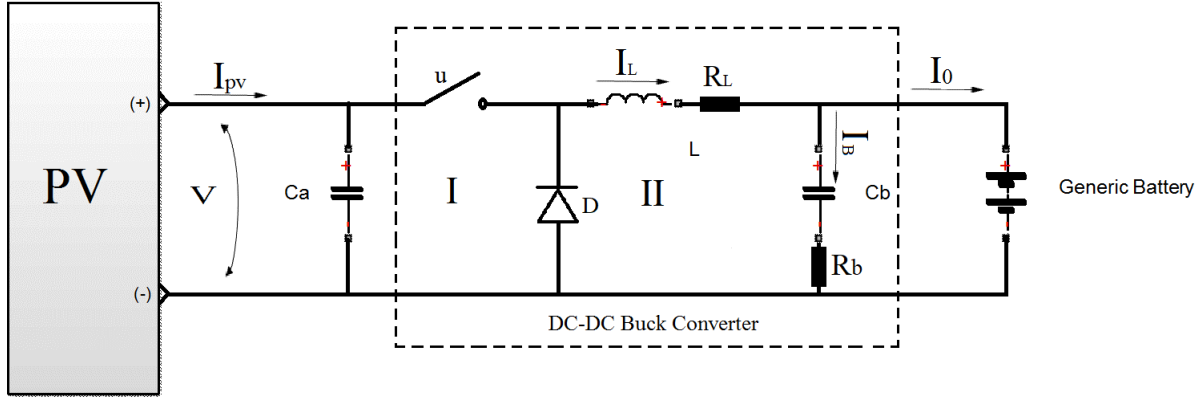 PV
(+)
(-)
Ipv
V
Ca
u
I
D
IL
RL
L
II
IB
Cb
Rb
I0
Generic Battery
DC-DC Buck Converter